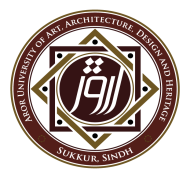 AROR UNIVERSITY OF ART, ARCHITECTURE, DESIGN AND HERITAGE
اروڙ
SUKKUR, SINDH